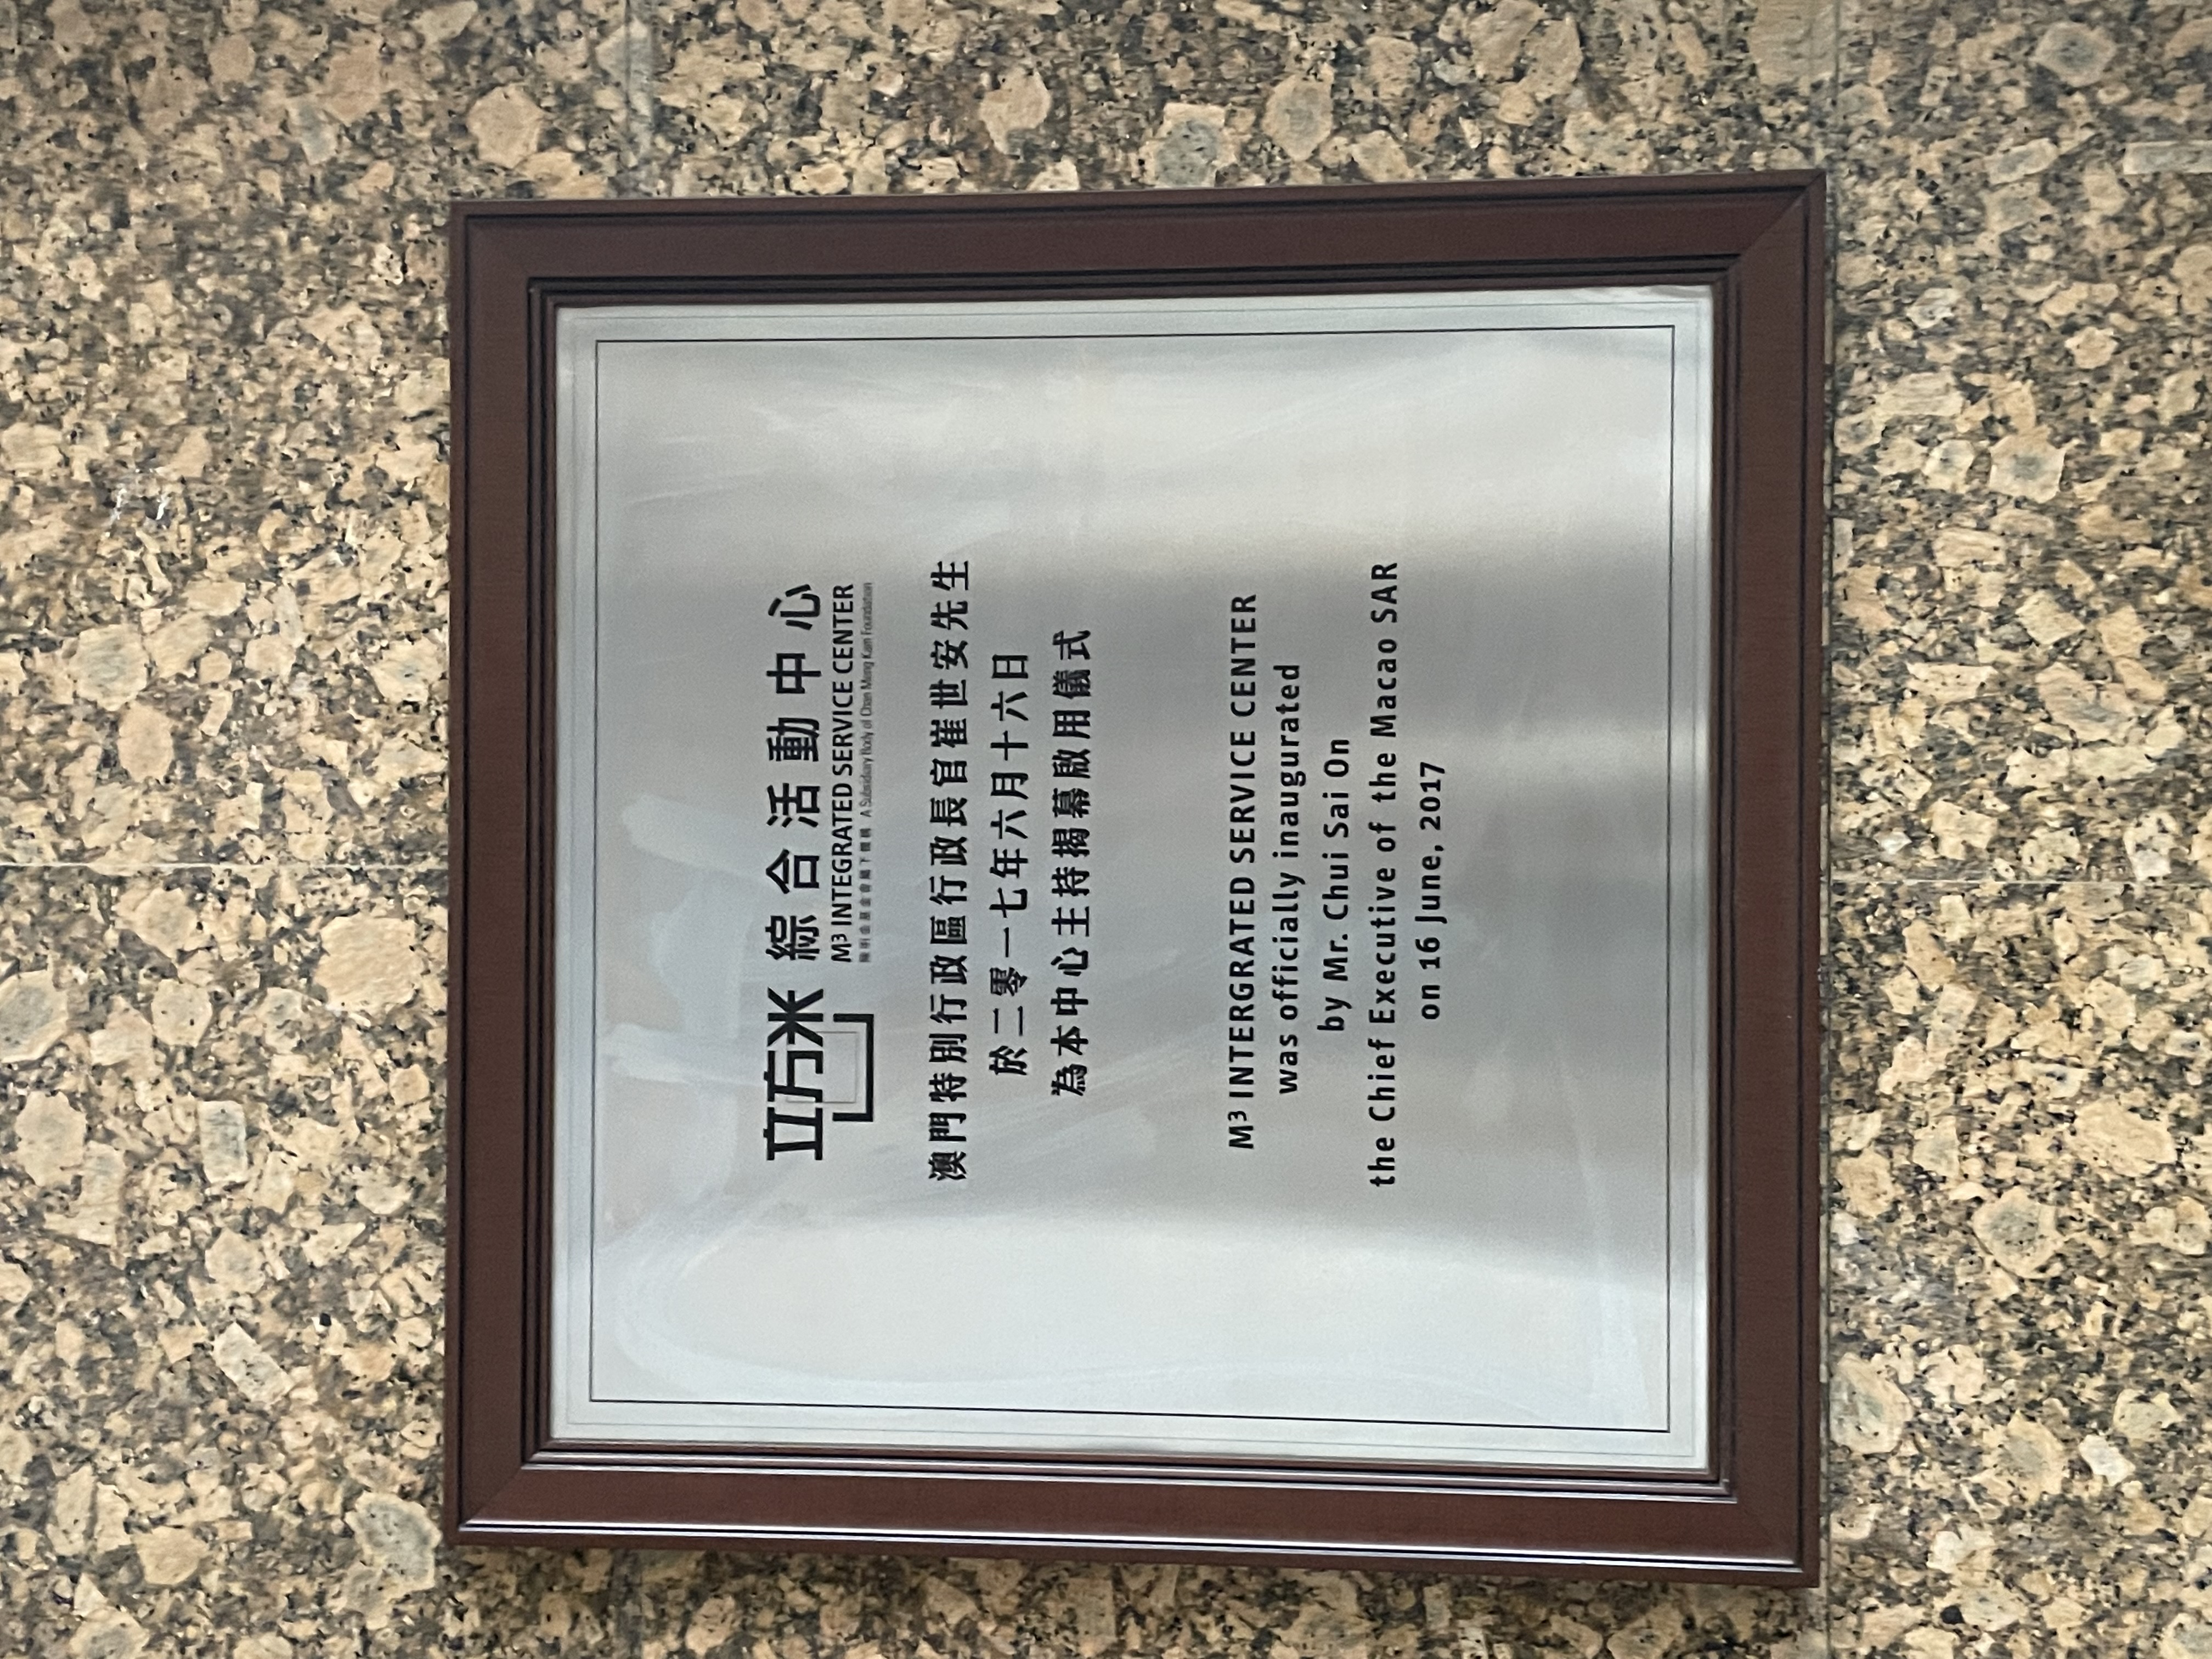 立方米 綜合活動中心
M³ INTEGRATED SERVICE CENTER
陳明金基金會屬下機構 A Subsidiary Body of Chan Meng Kam Foundation
澳門特別行政區行政長官崔世安先生
於二零一七年六月十六日
為本中心主持揭幕啟用儀式
M³ INTERGRATED SERVICE CENTER
was officially inaugurated
by Mr. Chui Sai On
the Chief Executive of the Macao SAR
on 16 June, 2017